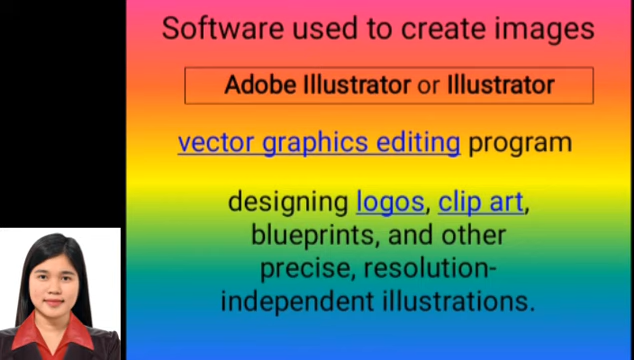 Software used to create images
Adobe Illustrator or Illustrator
vector graphics editing program
designing logos, clip art,
blueprints, and other
precise, resolution-
independent illustrations.